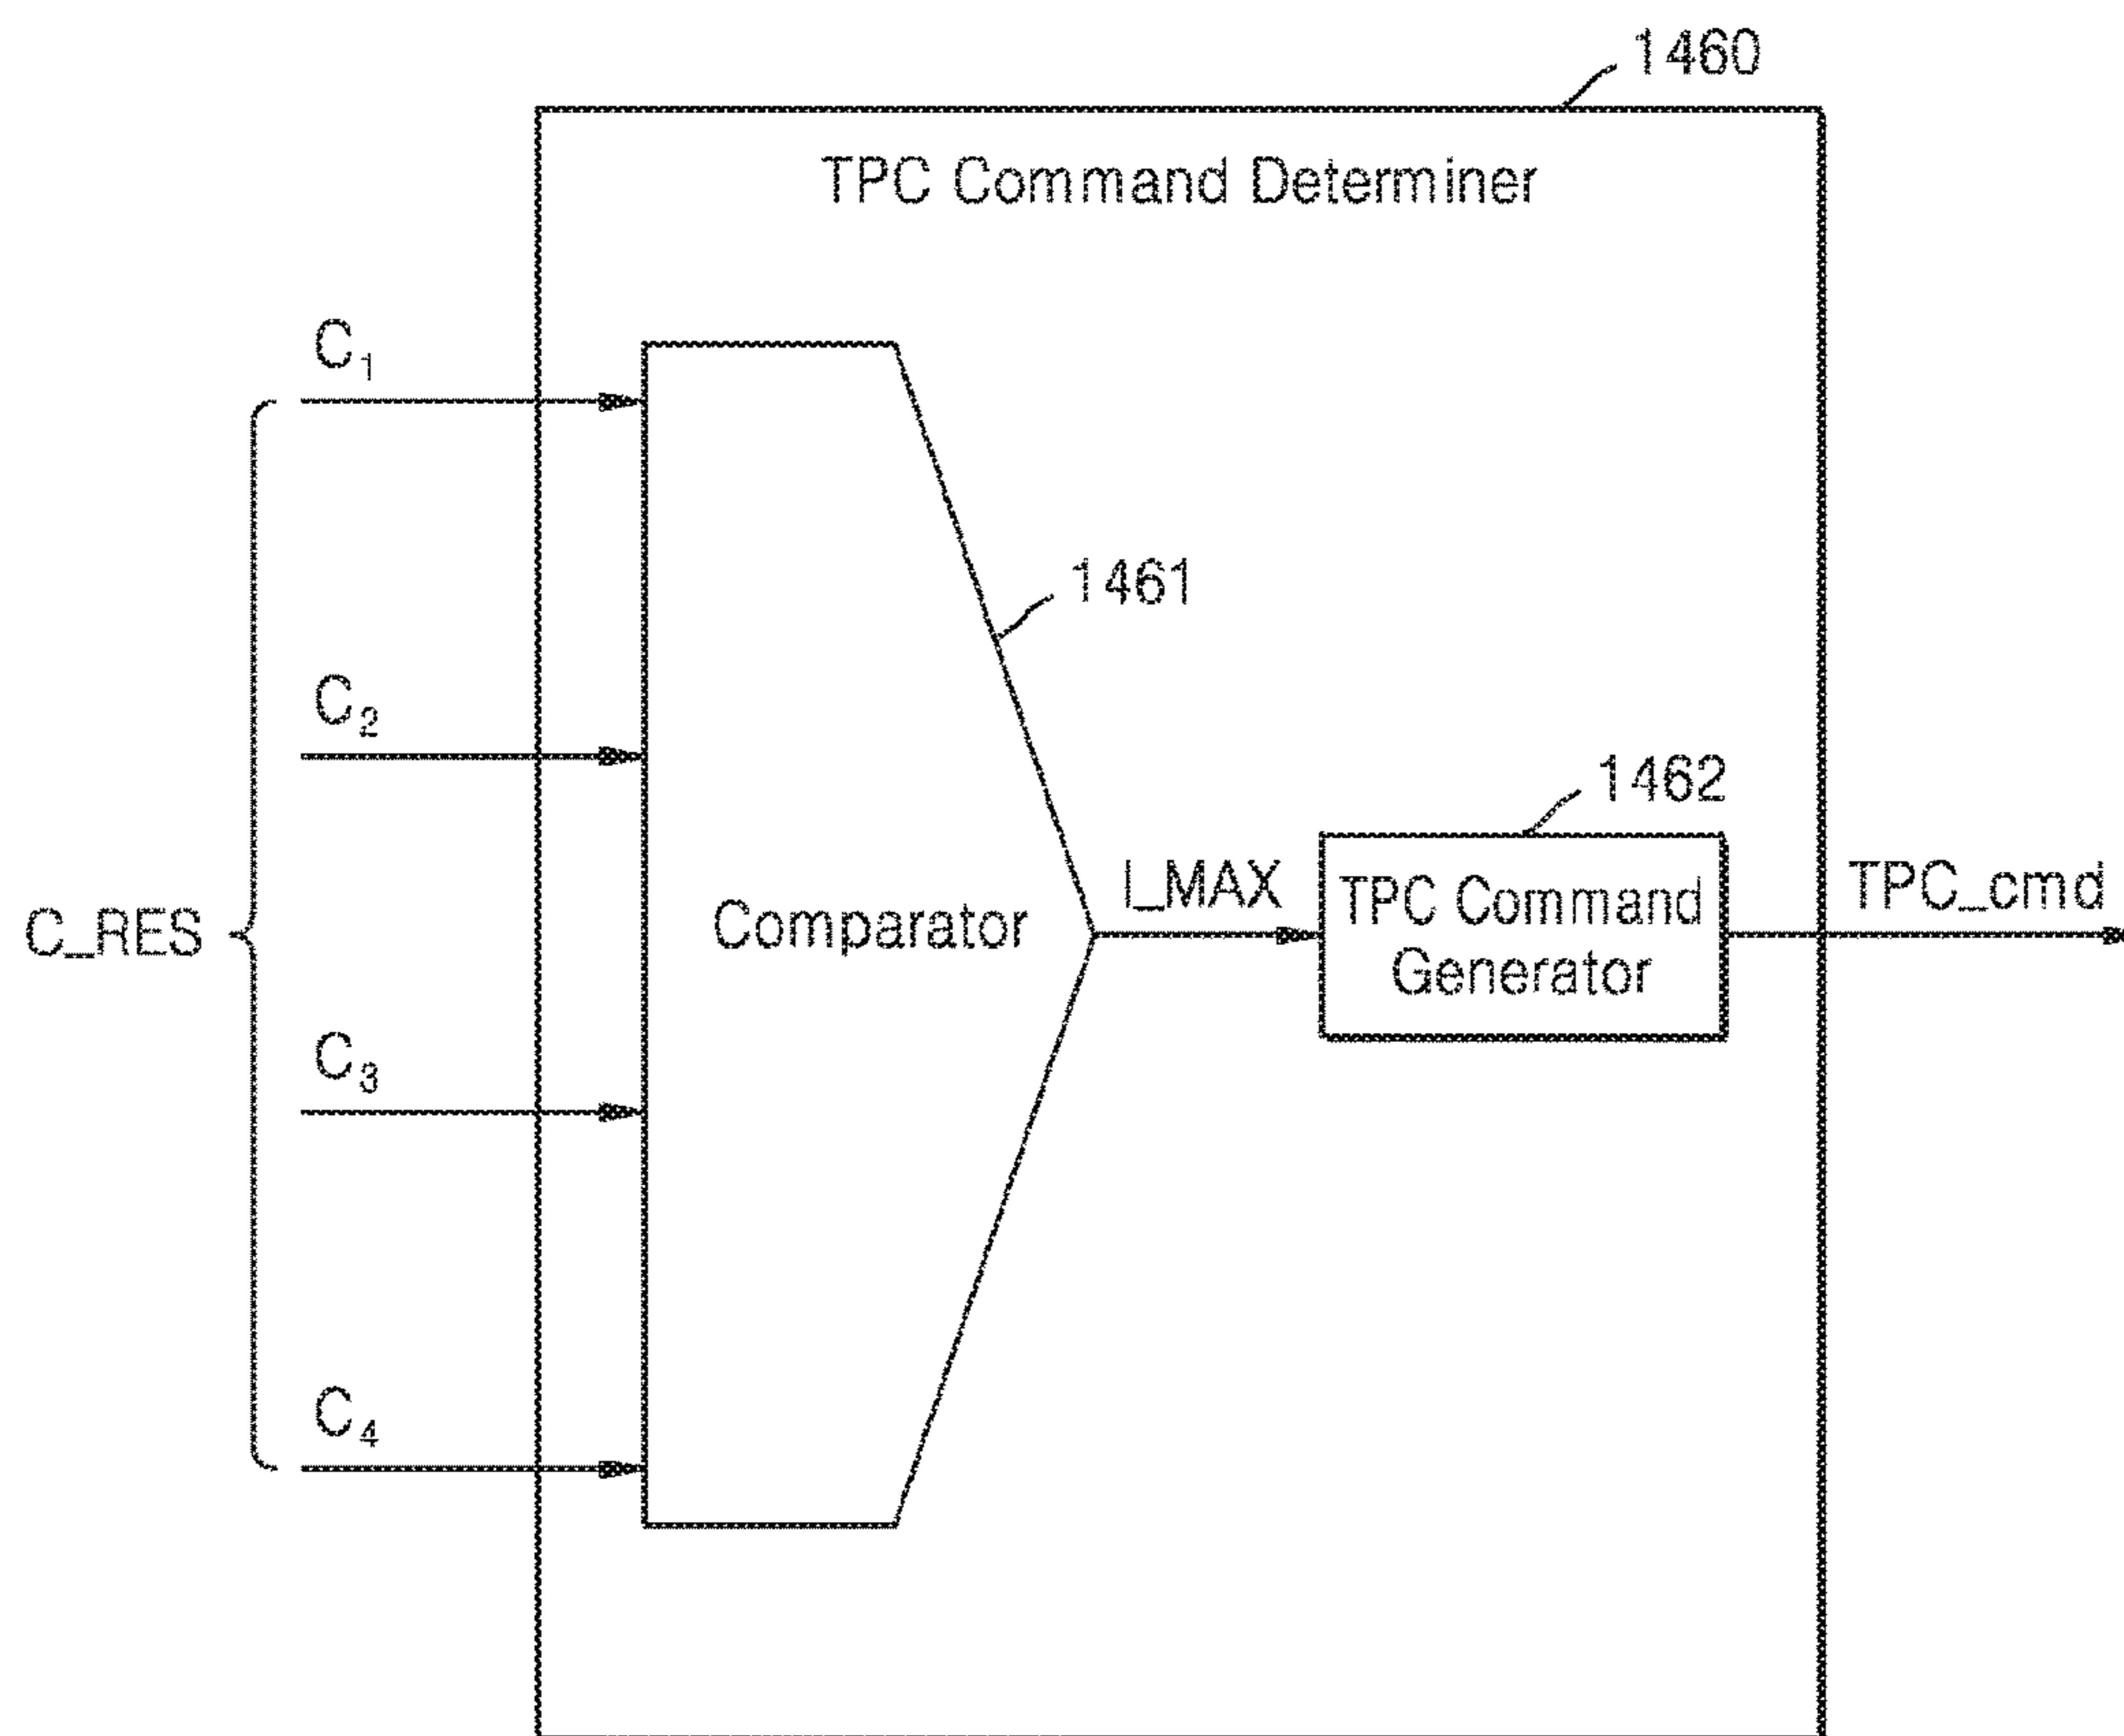 1460
TPC Command Determiner
C₁
1461
C₂
1462
C_RES
Comparator
I_MAX
TPC Command
Generator
TPC_cmd
C₃
C₄